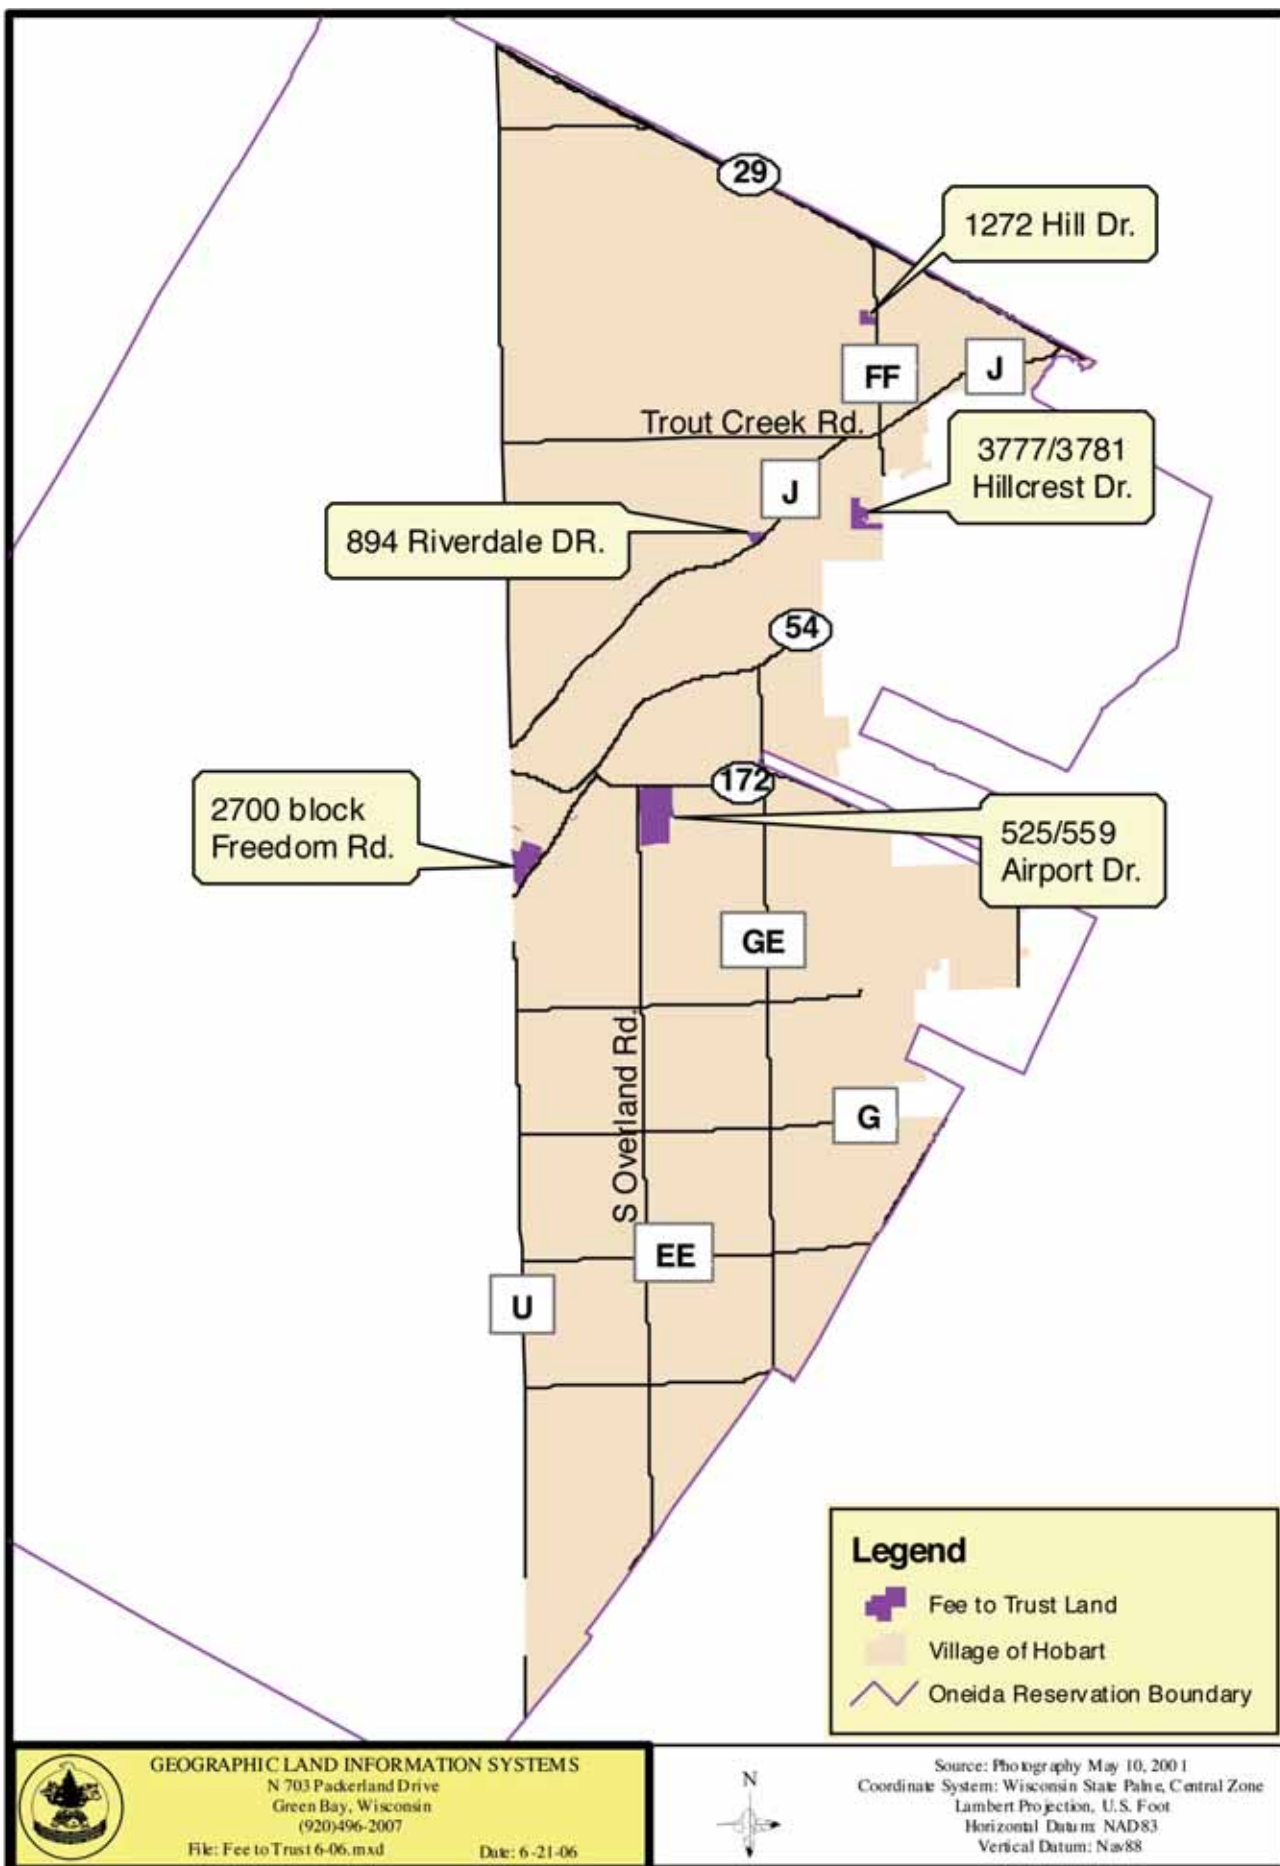 29
1272 Hill Dr.
FF
J
Trout Creek Rd.
3777/3781
Hillcrest Dr.
J
894 Riverdale DR.
54
172
2700 block
Freedom Rd.
525/559
Airport Dr.
GE
S Overland Rd.
G
EE
U
Legend
Fee to Trust Land
Village of Hobart
Oneida Reservation Boundary
GEOGRAPHIC LAND INFORMATION SYSTEMS
N 703 Packerland Drive
Green Bay, Wisconsin
(920)496-2007
File: Fee to Trust 6-06.mxd Date: 6-21-06
N
Source: Photography May 10, 2001
Coordinate System: Wisconsin State Palne, Central Zone
Lambert Projection, U.S. Foot
Horizontal Datum: NAD83
Vertical Datum: Nav88